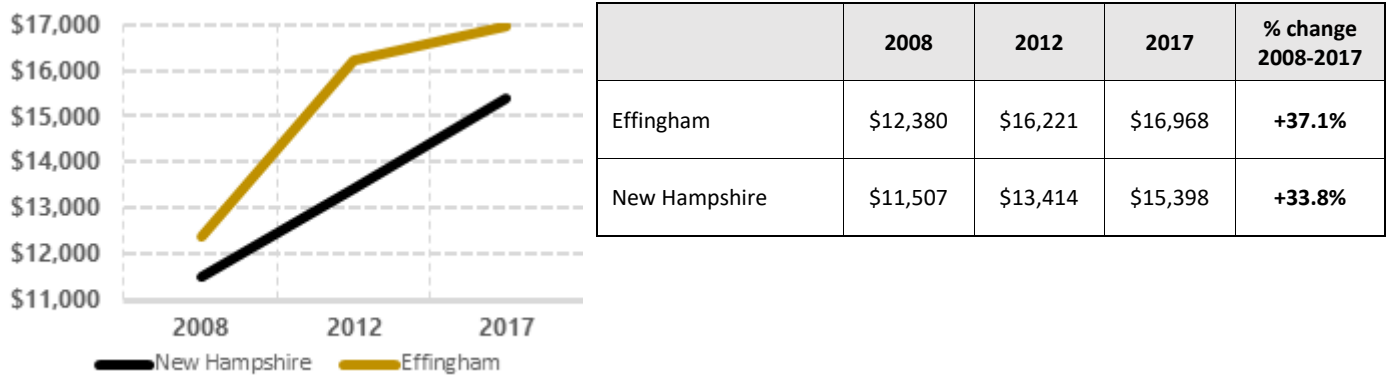 $17,000
$16,000
$15,000
$14,000
$13,000
$12,000
$11,000
2008 2012 2017
New Hampshire Effingham
2008 2012 2017 % change
2008-2017
Effingham $12,380 $16,221 $16,968 +37.1%
New Hampshire $11,507 $13,414 $15,398 +33.8%